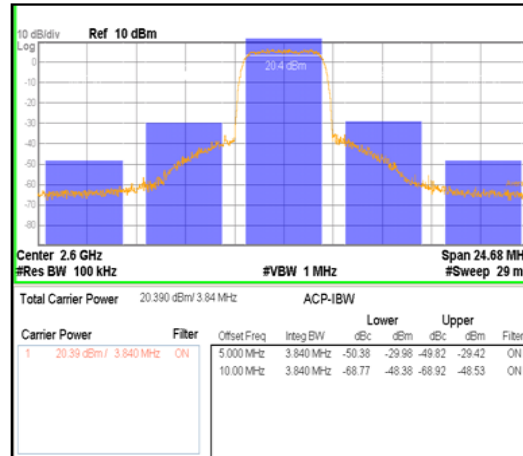 10 dB/div Ref 10 dBm
Log
0
-10
20.4 dBm
-20
-30
-40
-50
-60
-70
-80
Center 2.6 GHz Span 24.68 MH
#Res BW 100 kHz #VBW 1 MHz #Sweep 29 m
Total Carrier Power 20.390 dBm/ 3.84 MHz ACP-IBW
Lower Upper
Carrier Power Filter Offset Freq Integ BW dBc dBm dBc dBm Filter
1 20.39 dBm / 3.840 MHz ON 5.000 MHz 3.840 MHz -50.38 -29.98 -49.82 -29.42 ON
10.00 MHz 3.840 MHz -68.77 -48.38 -68.92 -48.53 ON